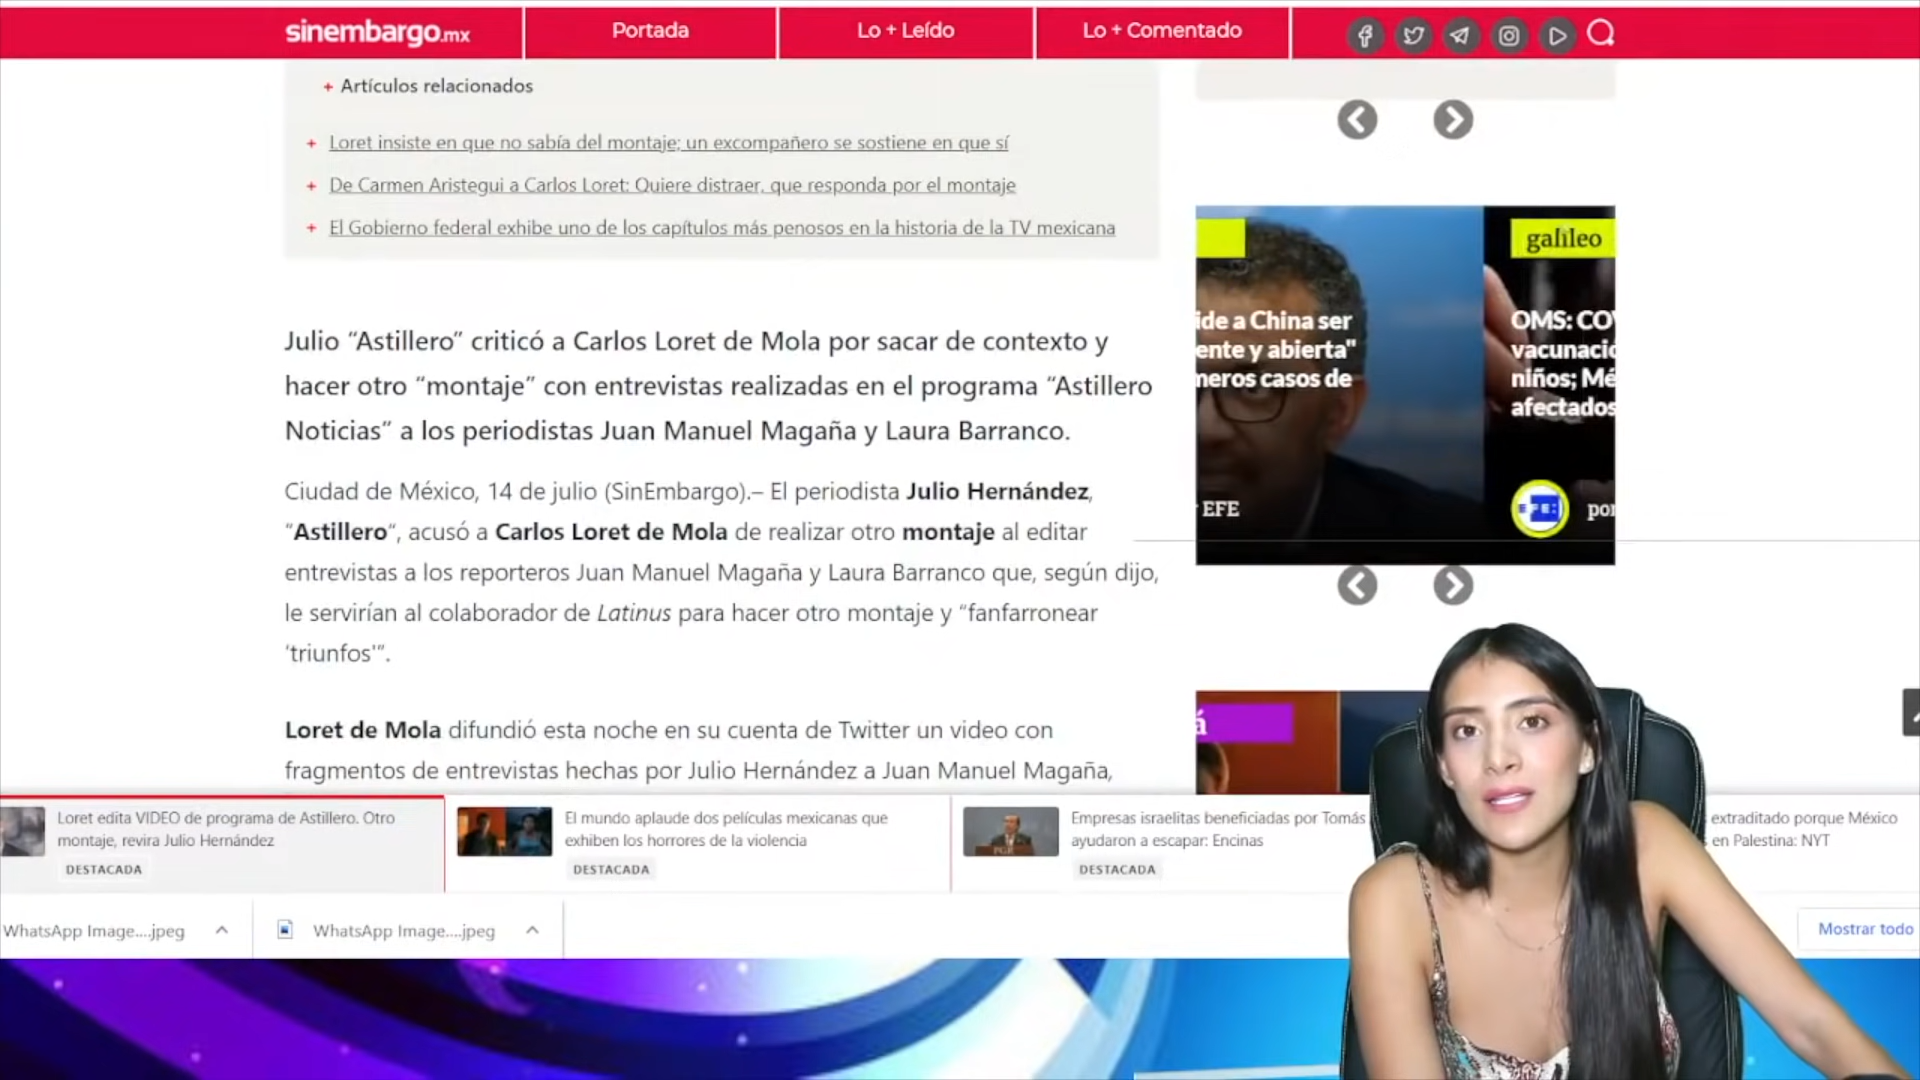 sinembargo.mx
Portada
Lo + Leído
Lo + Comentado
+ Artículos relacionados
+ Loret insiste en que no sabía del montaje; un excompañero se sostiene en que sí
+ De Carmen Aristegui a Carlos Loret: Quiere distraer, que responda por el montaje
+ El Gobierno federal exhibe uno de los capítulos más penosos en la historia de la TV mexicana
Julio “Astillero” criticó a Carlos Loret de Mola por sacar de contexto y
hacer otro “montaje” con entrevistas realizadas en el programa “Astillero
Noticias” a los periodistas Juan Manuel Magaña y Laura Barranco.
Ciudad de México, 14 de julio (SinEmbargo).– El periodista Julio Hernández,
“Astillero“, acusó a Carlos Loret de Mola de realizar otro montaje al editar
entrevistas a los reporteros Juan Manuel Magaña y Laura Barranco que, según dijo,
le servirían al colaborador de Latinus para hacer otro montaje y “fanfarronear
‘triunfos’”.
Loret de Mola difundió esta noche en su cuenta de Twitter un video con
fragmentos de entrevistas hechas por Julio Hernández a Juan Manuel Magaña,
ide a China ser
ente y abierta"
meros casos de
EFE
galileo
OMS: COV
vacunació
niños; Mé
afectados
EFE:
por
á
Loret edita VIDEO de programa de Astillero. Otro
montaje, revira Julio Hernández
DESTACADA
El mundo aplaude dos películas mexicanas que
exhiben los horrores de la violencia
DESTACADA
PGR
Empresas israelitas beneficiadas por Tomás
ayudaron a escapar: Encinas
DESTACADA
extraditado porque México
en Palestina: NYT
WhatsApp Image....jpeg
WhatsApp Image....jpeg
Mostrar todo